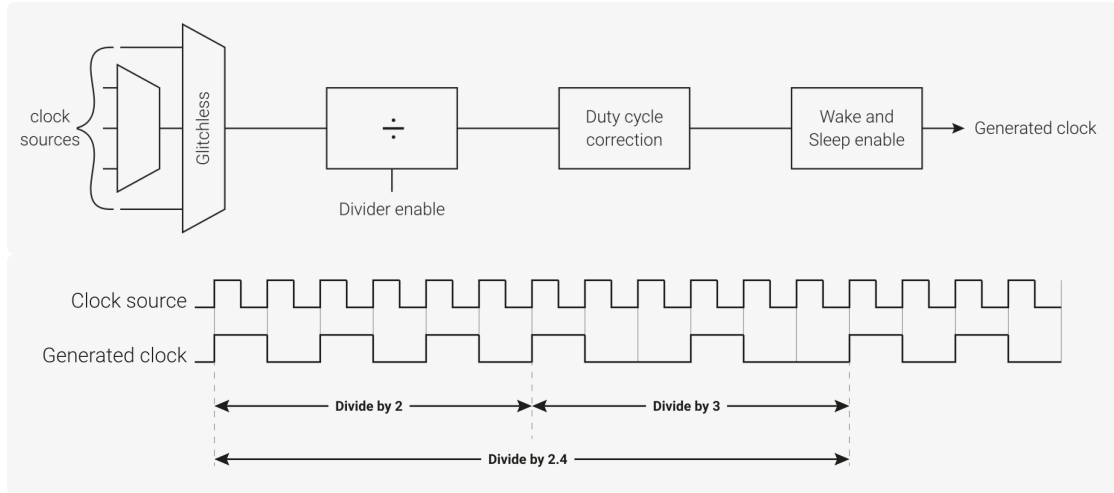 clock
sources
Glitchless
÷
Divider enable
Duty cycle
correction
Wake and
Sleep enable
Generated clock
Clock source
Generated clock
Divide by 2
Divide by 3
Divide by 2.4